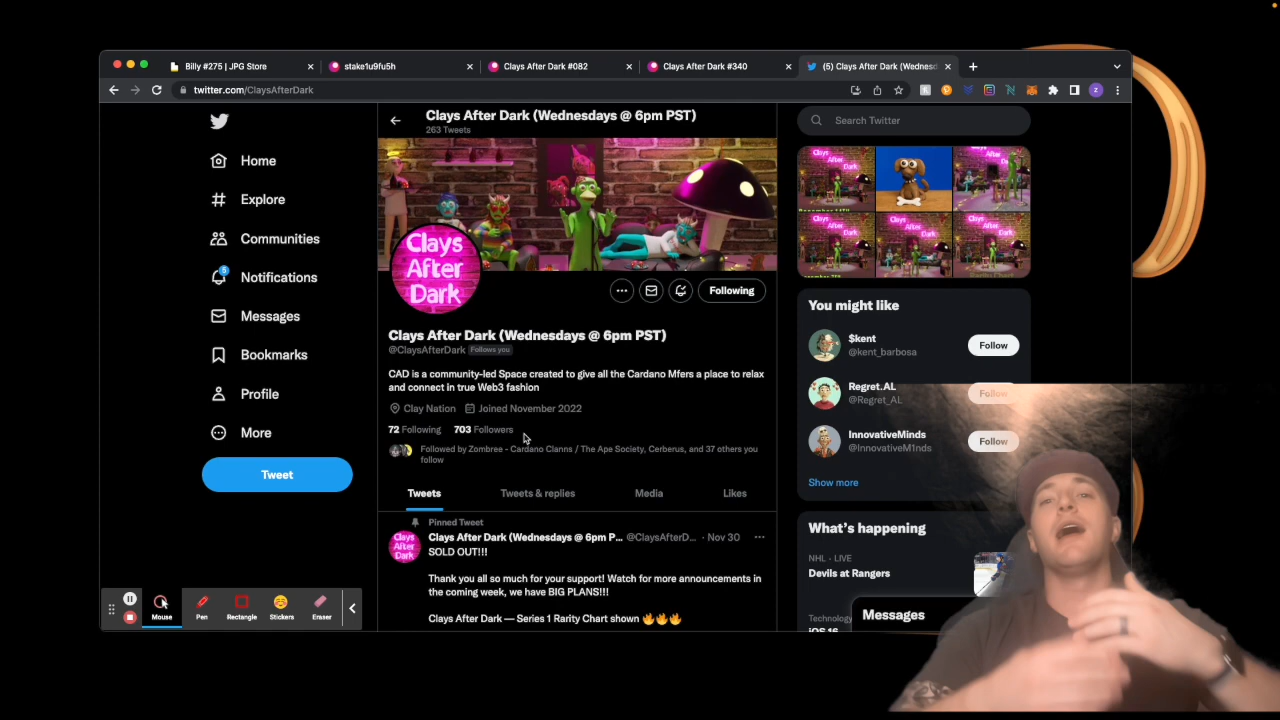 Billy #275 | JPG Store
stake1u9fu5h
Clays After Dark #082
Clays After Dark #340
(5) Clays After Dark (Wednesd
twitter.com/ClaysAfterDark
Clays After Dark (Wednesdays @ 6pm PST)
263 Tweets
Search Twitter
Home
Explore
Communities
5
Notifications
Messages
Bookmarks
Profile
More
Tweet
Clays
After
Dark
Following
Clays After Dark (Wednesdays @ 6pm PST)
@ClaysAfterDark Follows you
CAD is a community-led Space created to give all the Cardano Mfers a place to relax
and connect in true Web3 fashion
Clay Nation Joined November 2022
72 Following 703 Followers
Followed by Zombree - Cardano Clanns / The Ape Society, Cerberus, and 37 others you
follow
Tweets
Tweets & replies
Media
Likes
Pinned Tweet
Clays After Dark (Wednesdays @ 6pm P... @ClaysAfterD... · Nov 30
SOLD OUT!!!
Thank you all so much for your support! Watch for more announcements in
the coming week, we have BIG PLANS!!!
Clays After Dark — Series 1 Rarity Chart shown 🔥🔥🔥
You might like
$kent
@kent_barbosa
Follow
Regret.AL
@Regret_AL
Follow
InnovativeMinds
@InnovativeM1nds
Follow
Show more
What's happening
NHL · LIVE
Devils at Rangers
Technology
iOS 16
Messages
Mouse
Pen
Rectangle
Stickers
Eraser